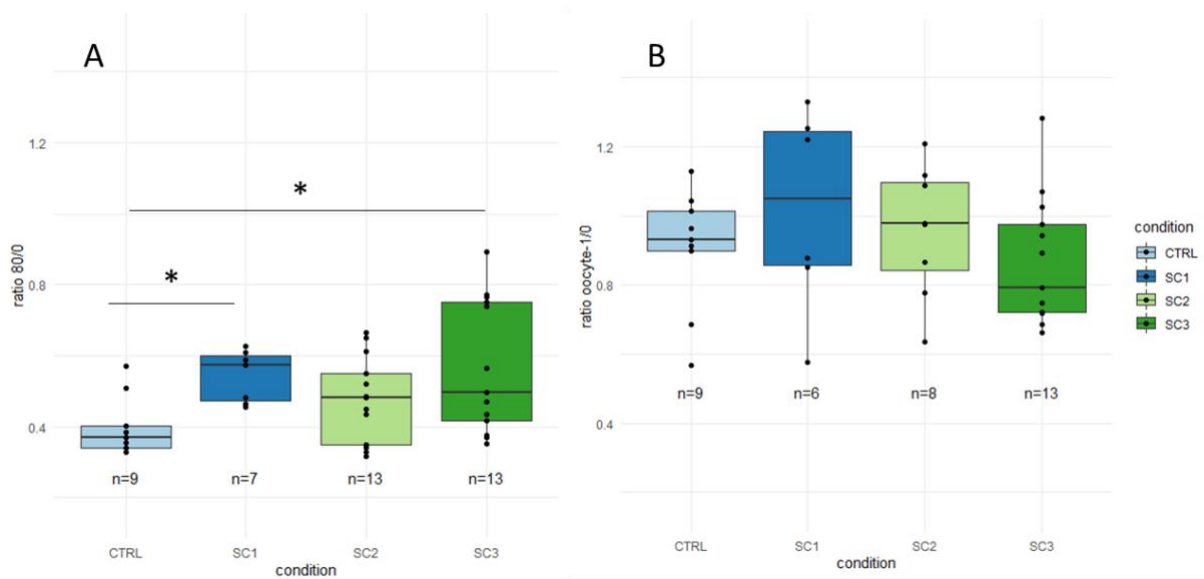 A
B
ratio 80/0
1.2
0.8
0.4
*
*
n=9
n=7
n=13
n=13
CTRL
SC1
SC2
SC3
condition
ratio oocyte-1/0
1.2
0.8
0.4
n=9
n=6
n=8
n=13
CTRL
SC1
SC2
SC3
condition
condition
CTRL
SC1
SC2
SC3